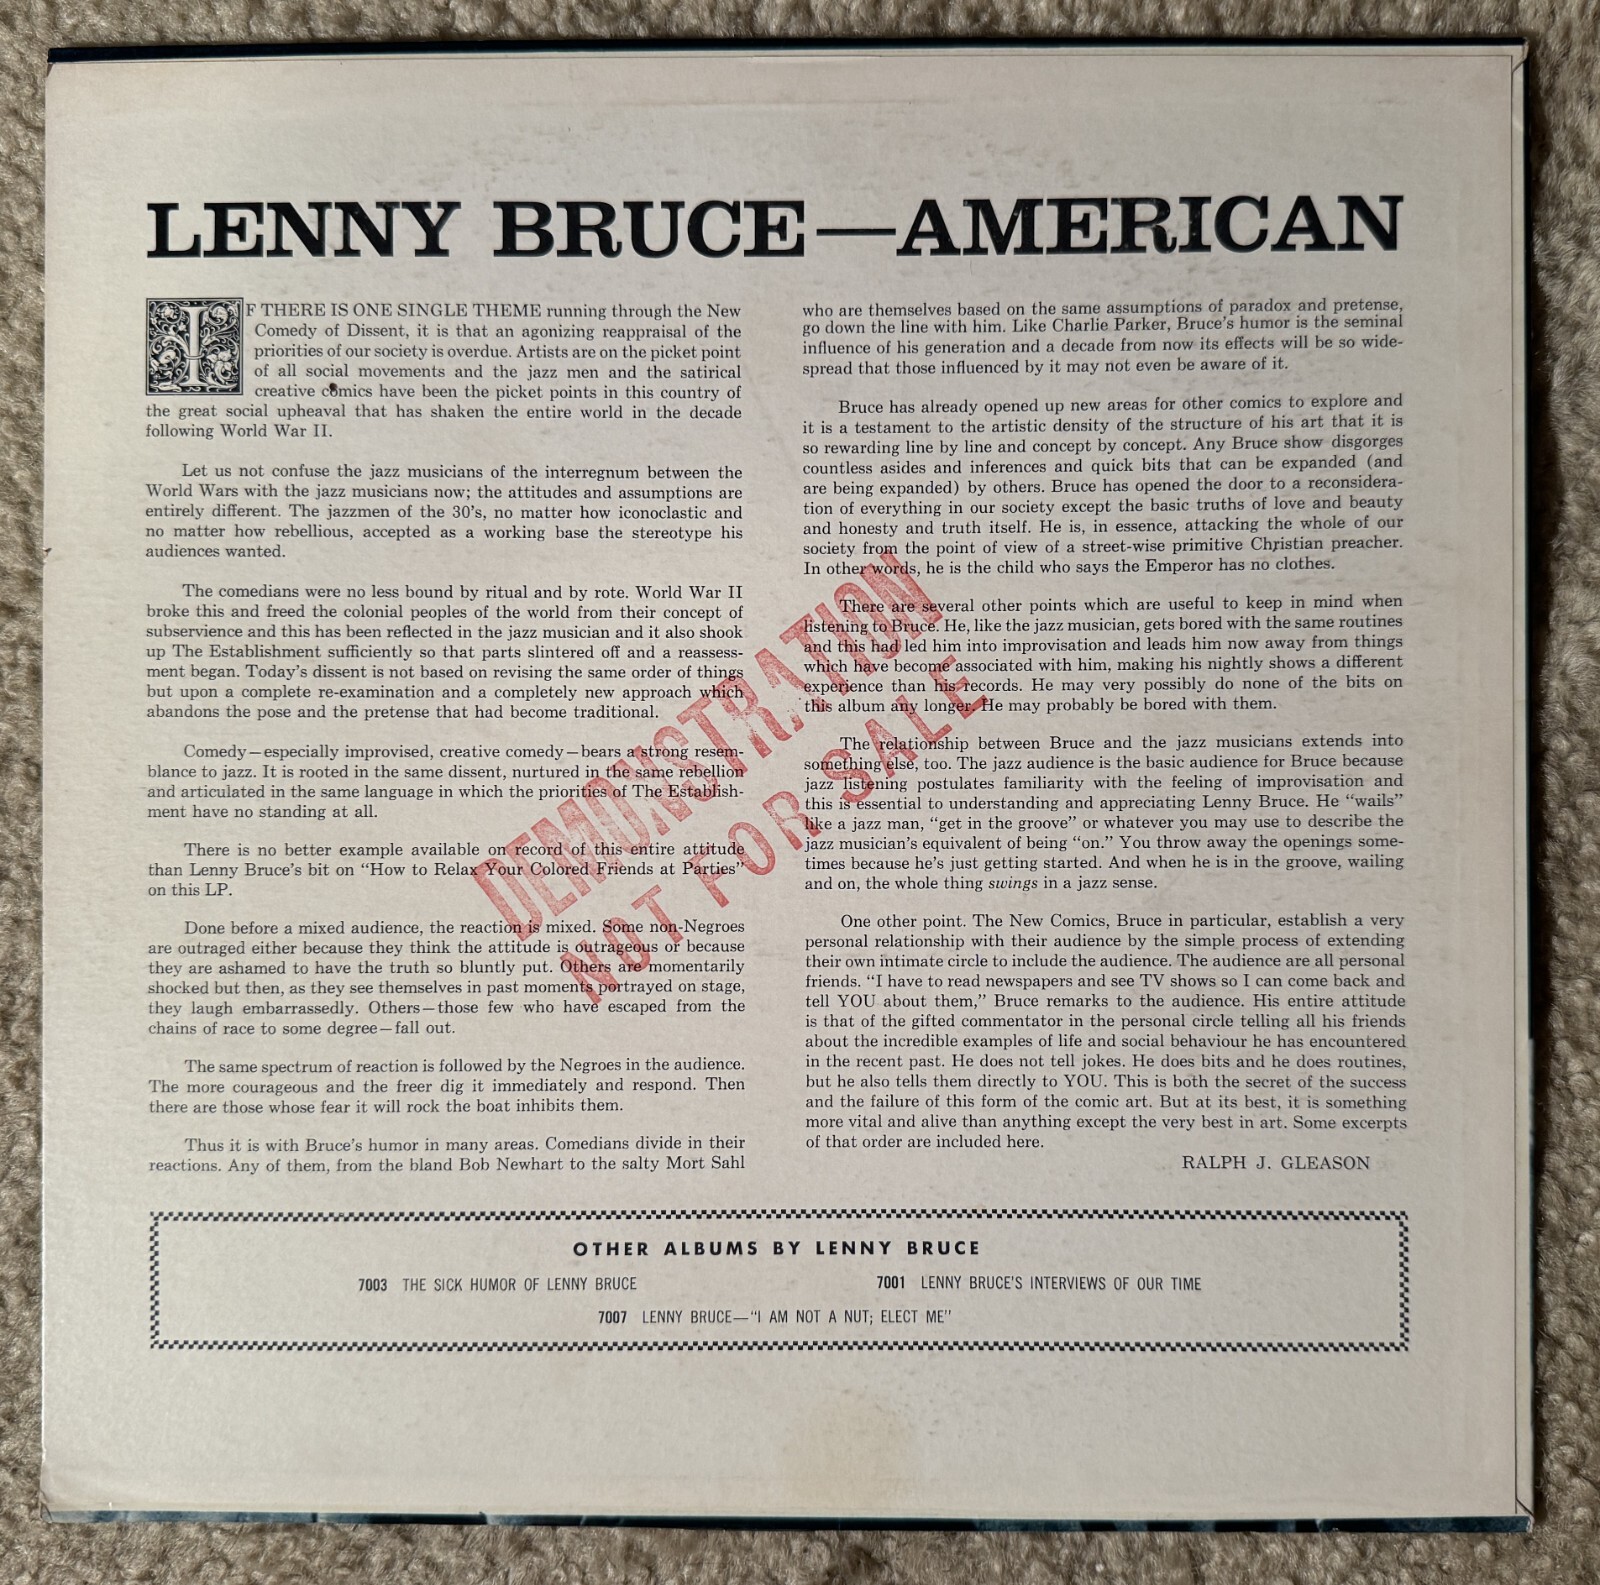 LENNY BRUCE—AMERICAN
IF THERE IS ONE SINGLE THEME running through the New
Comedy of Dissent, it is that an agonizing reappraisal of the
priorities of our society is overdue. Artists are on the picket point
of all social movements and the jazz men and the satirical
creative comics have been the picket points in this country of
the great social upheaval that has shaken the entire world in the decade
following World War II.
Let us not confuse the jazz musicians of the interregnum between the
World Wars with the jazz musicians now; the attitudes and assumptions are
entirely different. The jazzmen of the 30's, no matter how iconoclastic and
no matter how rebellious, accepted as a working base the stereotype his
audiences wanted.
The comedians were no less bound by ritual and by rote. World War II
broke this and freed the colonial peoples of the world from their concept of
subservience and this has been reflected in the jazz musician and it also shook
up The Establishment sufficiently so that parts slintered off and a reassess-
ment began. Today's dissent is not based on revising the same order of things
but upon a complete re-examination and a completely new approach which
abandons the pose and the pretense that had become traditional.
Comedy—especially improvised, creative comedy—bears a strong resem-
blance to jazz. It is rooted in the same dissent, nurtured in the same rebellion
and articulated in the same language in which the priorities of The Establish-
ment have no standing at all.
There is no better example available on record of this entire attitude
than Lenny Bruce's bit on "How to Relax Your Colored Friends at Parties"
on this LP.
Done before a mixed audience, the reaction is mixed. Some non-Negroes
are outraged either because they think the attitude is outrageous or because
they are ashamed to have the truth so bluntly put. Others are momentarily
shocked but then, as they see themselves in past moments portrayed on stage,
they laugh embarrassedly. Others—those few who have escaped from the
chains of race to some degree—fall out.
The same spectrum of reaction is followed by the Negroes in the audience.
The more courageous and the freer dig it immediately and respond. Then
there are those whose fear it will rock the boat inhibits them.
Thus it is with Bruce's humor in many areas. Comedians divide in their
reactions. Any of them, from the bland Bob Newhart to the salty Mort Sahl
who are themselves based on the same assumptions of paradox and pretense,
go down the line with him. Like Charlie Parker, Bruce's humor is the seminal
influence of his generation and a decade from now its effects will be so wide-
spread that those influenced by it may not even be aware of it.
Bruce has already opened up new areas for other comics to explore and
it is a testament to the artistic density of the structure of his art that it is
so rewarding line by line and concept by concept. Any Bruce show disgorges
countless asides and inferences and quick bits that can be expanded (and
are being expanded) by others. Bruce has opened the door to a reconsidera-
tion of everything in our society except the basic truths of love and beauty
and honesty and truth itself. He is, in essence, attacking the whole of our
society from the point of view of a street-wise primitive Christian preacher.
In other words, he is the child who says the Emperor has no clothes.
There are several other points which are useful to keep in mind when
listening to Bruce. He, like the jazz musician, gets bored with the same routines
and this had led him into improvisation and leads him now away from things
which have become associated with him, making his nightly shows a different
experience than his records. He may very possibly do none of the bits on
this album any longer. He may probably be bored with them.
The relationship between Bruce and the jazz musicians extends into
something else, too. The jazz audience is the basic audience for Bruce because
jazz listening postulates familiarity with the feeling of improvisation and
this is essential to understanding and appreciating Lenny Bruce. He "wails"
like a jazz man, "get in the groove" or whatever you may use to describe the
jazz musician's equivalent of being "on." You throw away the openings some-
times because he's just getting started. And when he is in the groove, wailing
and on, the whole thing swings in a jazz sense.
One other point. The New Comics, Bruce in particular, establish a very
personal relationship with their audience by the simple process of extending
their own intimate circle to include the audience. The audience are all personal
friends. "I have to read newspapers and see TV shows so I can come back and
tell YOU about them," Bruce remarks to the audience. His entire attitude
is that of the gifted commentator in the personal circle telling all his friends
about the incredible examples of life and social behaviour he has encountered
in the recent past. He does not tell jokes. He does bits and he does routines,
but he also tells them directly to YOU. This is both the secret of the success
and the failure of this form of the comic art. But at its best, it is something
more vital and alive than anything except the very best in art. Some excerpts
of that order are included here.
RALPH J. GLEASON
DEMONSTRATION
NOT FOR SALE
OTHER ALBUMS BY LENNY BRUCE
7003 THE SICK HUMOR OF LENNY BRUCE
7001 LENNY BRUCE'S INTERVIEWS OF OUR TIME
7007 LENNY BRUCE—"I AM NOT A NUT; ELECT ME"